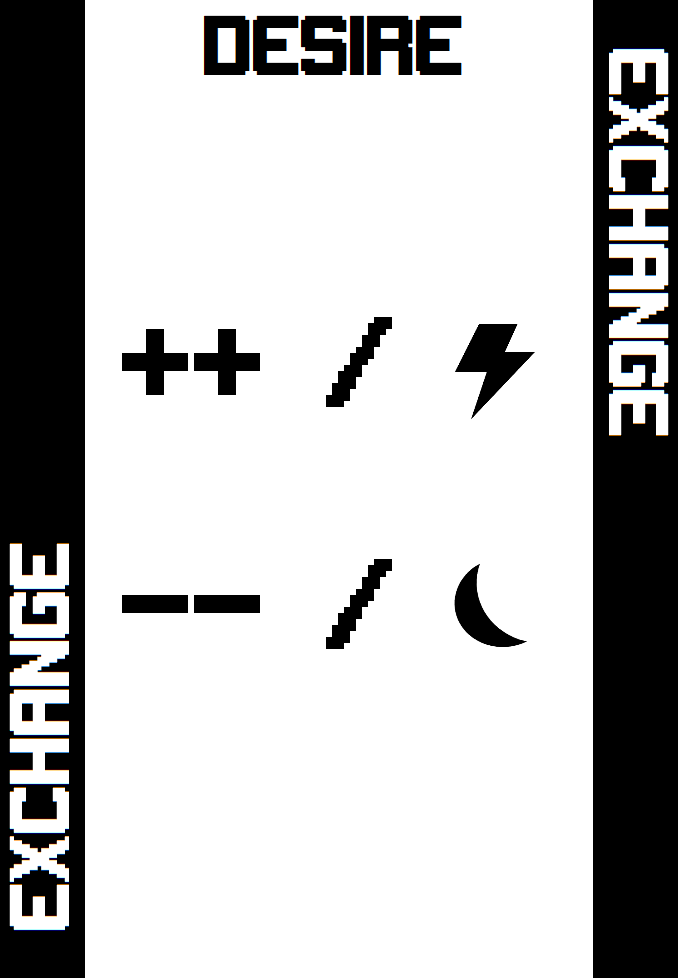 DESIRE
EXCHANGE
++ / ⚡
-- / ☾
EXCHANGE